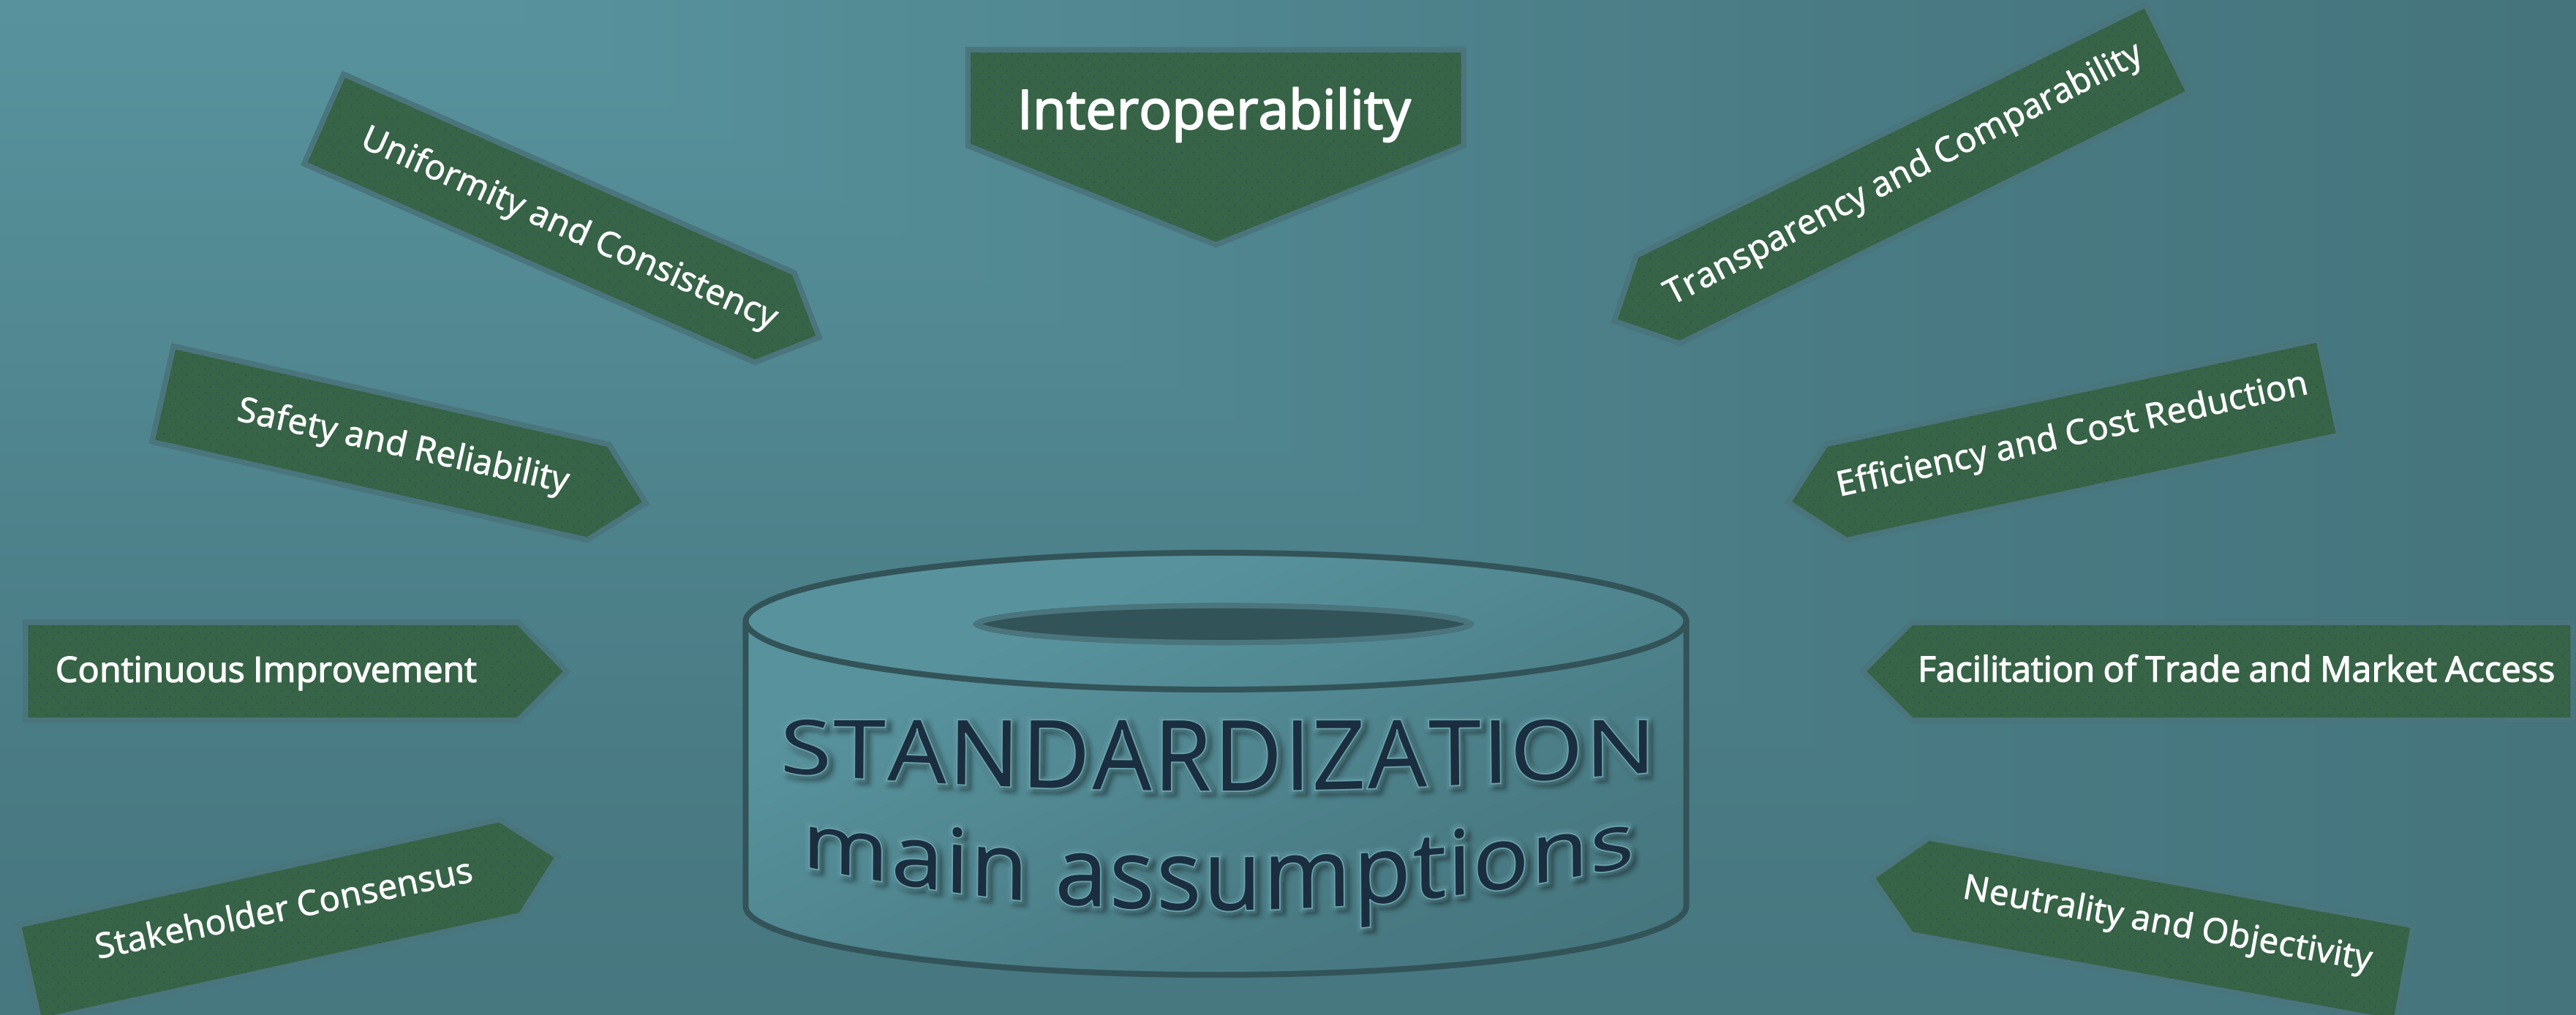 Interoperability
Uniformity and Consistency
Transparency and Comparability
Safety and Reliability
Efficiency and Cost Reduction
Continuous Improvement
Facilitation of Trade and Market Access
STANDARDIZATION
main assumptions
Stakeholder Consensus
Neutrality and Objectivity